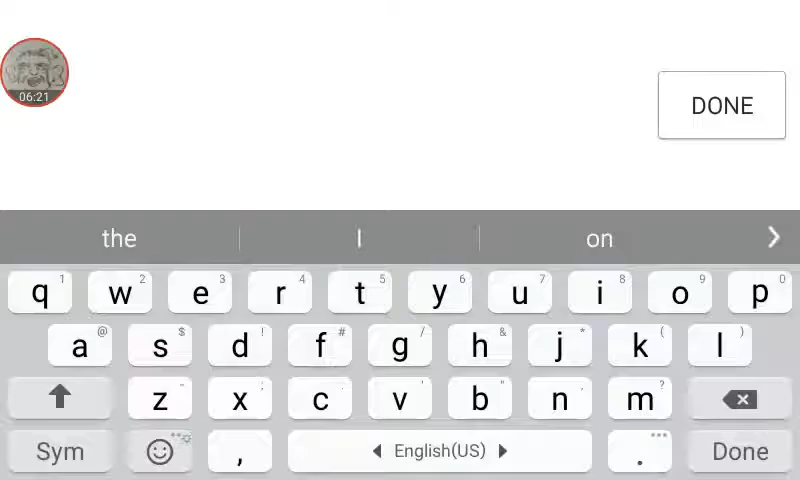 06:21
DONE
the I on
1 2 3 4 5 6 7 8 9 0
q w e r t y u i o p
@ $ ! # / & * ( )
a s d f g h j k l
z x c v b n m ?
Sym , English(US) . Done